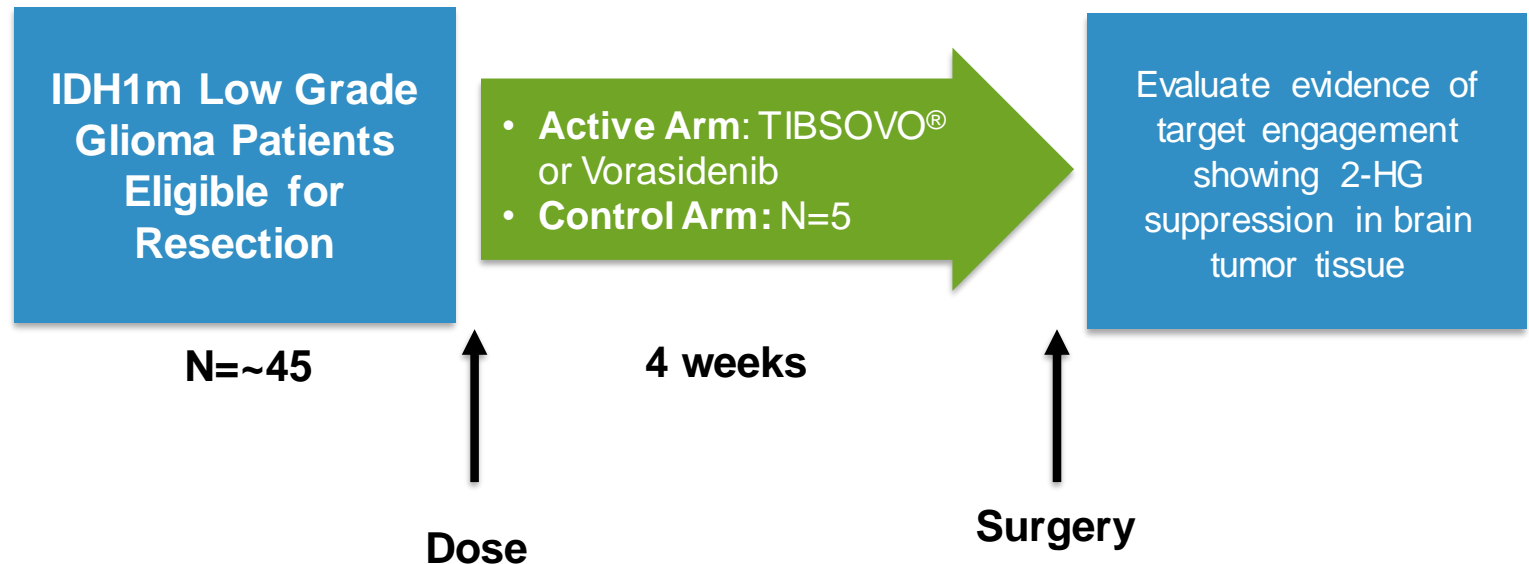 IDH1m Low Grade
Glioma Patients
Eligible for
Resection
N=~45
• Active Arm: TIBSOVO®
or Vorasidenib
• Control Arm: N=5
4 weeks
Evaluate evidence of
target engagement
showing 2-HG
suppression in brain
tumor tissue
Dose
Surgery